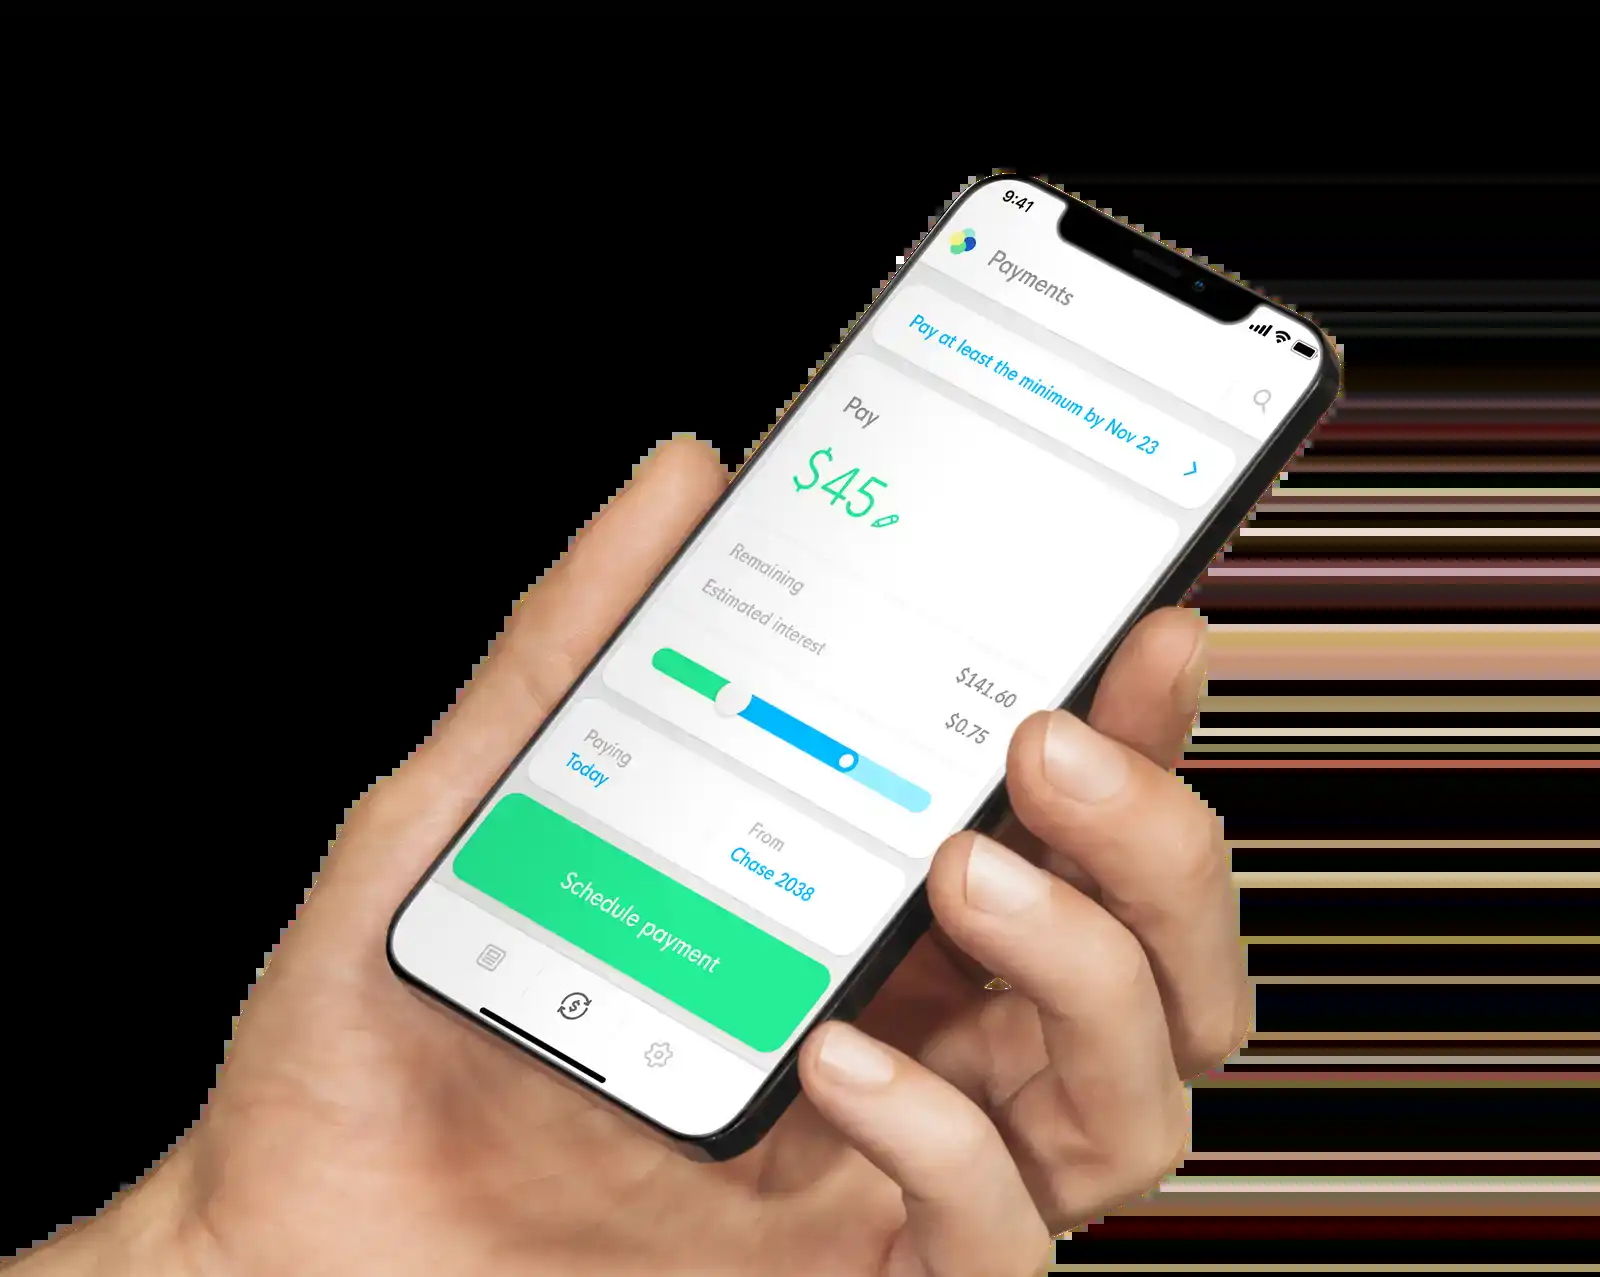 9:41
Payments
Pay at least the minimum by Nov 23
Pay
$45
Remaining
$141.60
Estimated interest
$0.75
Paying
Today
From
Chase 2038
Schedule payment